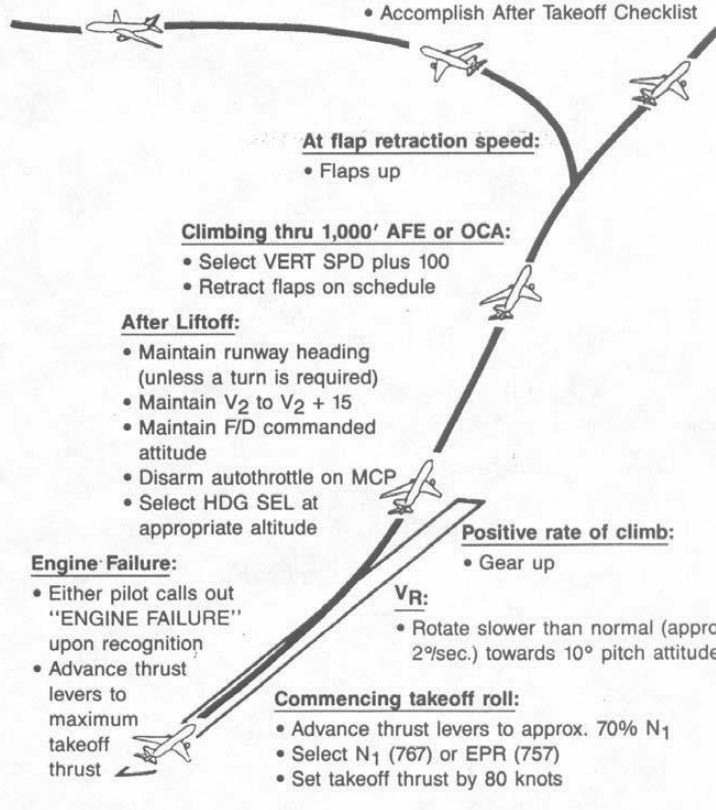 • Accomplish After Takeoff Checklist
At flap retraction speed:
• Flaps up
Climbing thru 1,000′ AFE or OCA:
• Select VERT SPD plus 100
• Retract flaps on schedule
After Liftoff:
• Maintain runway heading
(unless a turn is required)
• Maintain V2 to V2 + 15
• Maintain F/D commanded
attitude
• Disarm autothrottle on MCP
• Select HDG SEL at
appropriate altitude
Positive rate of climb:
• Gear up
Engine Failure:
• Either pilot calls out
"ENGINE FAILURE"
upon recognition
• Advance thrust
levers to
maximum
takeoff
thrust
VR:
• Rotate slower than normal (appro
2°/sec.) towards 10° pitch attitude
Commencing takeoff roll:
• Advance thrust levers to approx. 70% N1
• Select N1 (767) or EPR (757)
• Set takeoff thrust by 80 knots